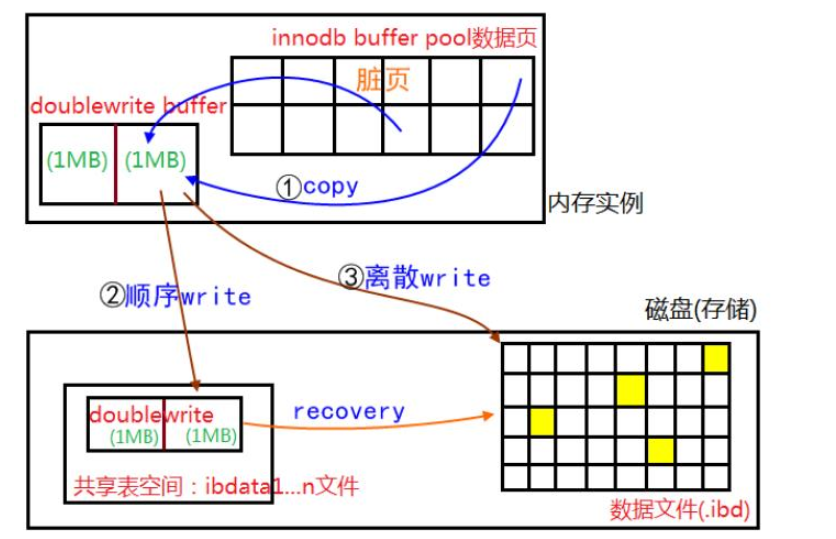 innodb buffer pool数据页
脏页
doublewrite buffer
(1MB) (1MB)
①copy
内存实例
②顺序write
③离散write
磁盘(存储)
doublewrite
(1MB) (1MB)
recovery
共享表空间：ibdata1...n文件
数据文件(.ibd)